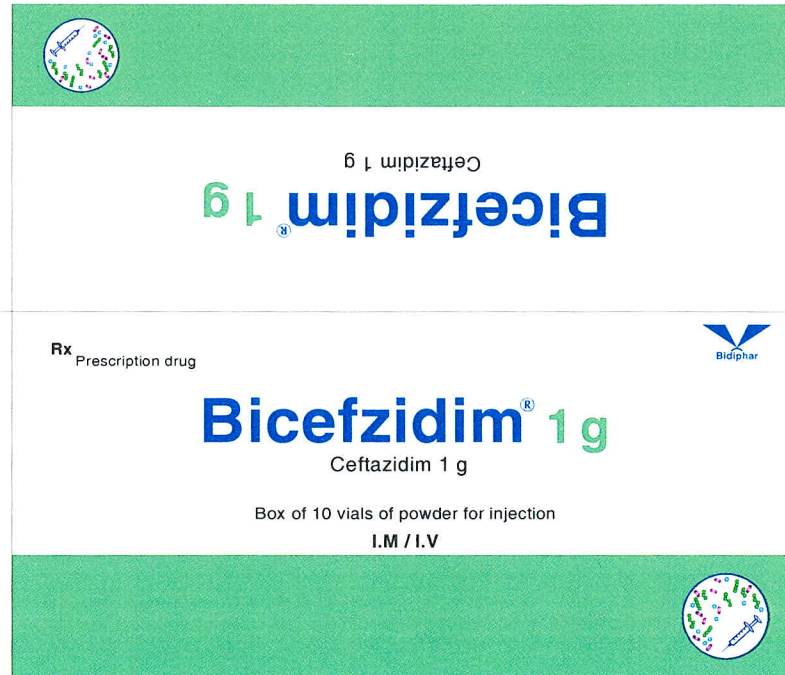 Ceftazidim 1 g
Bicefzidim® 1 g
Rx
Prescription drug
Bidiphar
Bicefzidim® 1 g
Ceftazidim 1 g
Box of 10 vials of powder for injection
I.M / I.V